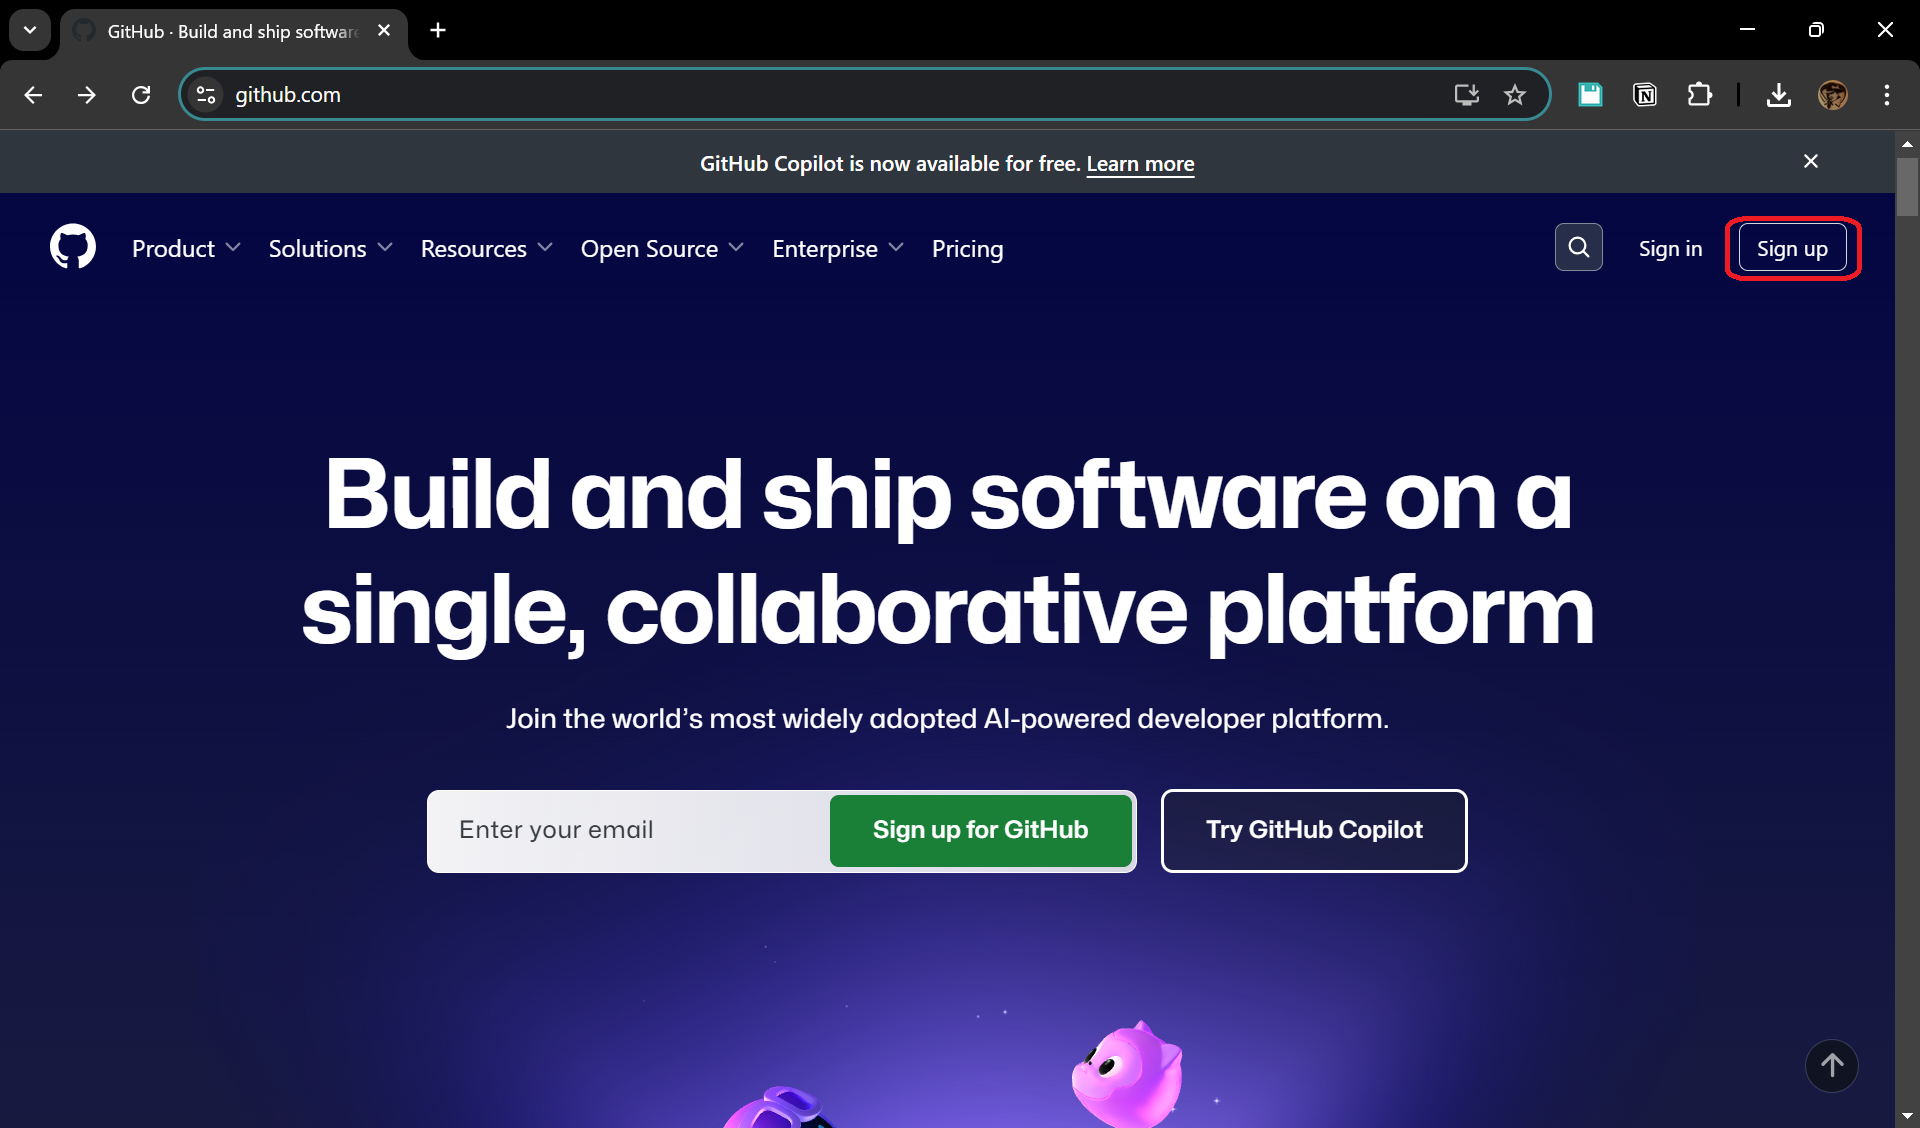 GitHub · Build and ship software
github.com
GitHub Copilot is now available for free. Learn more
Product Solutions Resources Open Source Enterprise Pricing Sign in Sign up
Build and ship software on a
single, collaborative platform
Join the world’s most widely adopted AI-powered developer platform.
Enter your email Sign up for GitHub Try GitHub Copilot